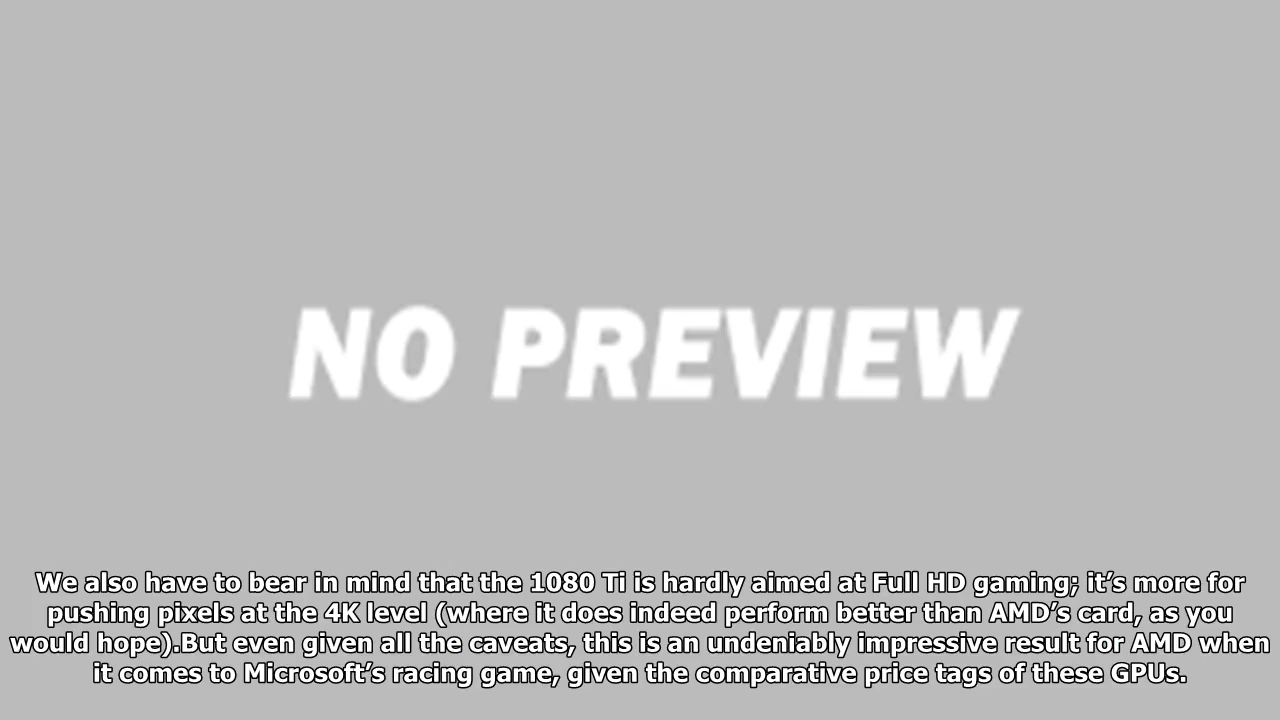 NO PREVIEW
We also have to bear in mind that the 1080 Ti is hardly aimed at Full HD gaming; it’s more for
pushing pixels at the 4K level (where it does indeed perform better than AMD’s card, as you
would hope).But even given all the caveats, this is an undeniably impressive result for AMD when
it comes to Microsoft’s racing game, given the comparative price tags of these GPUs.